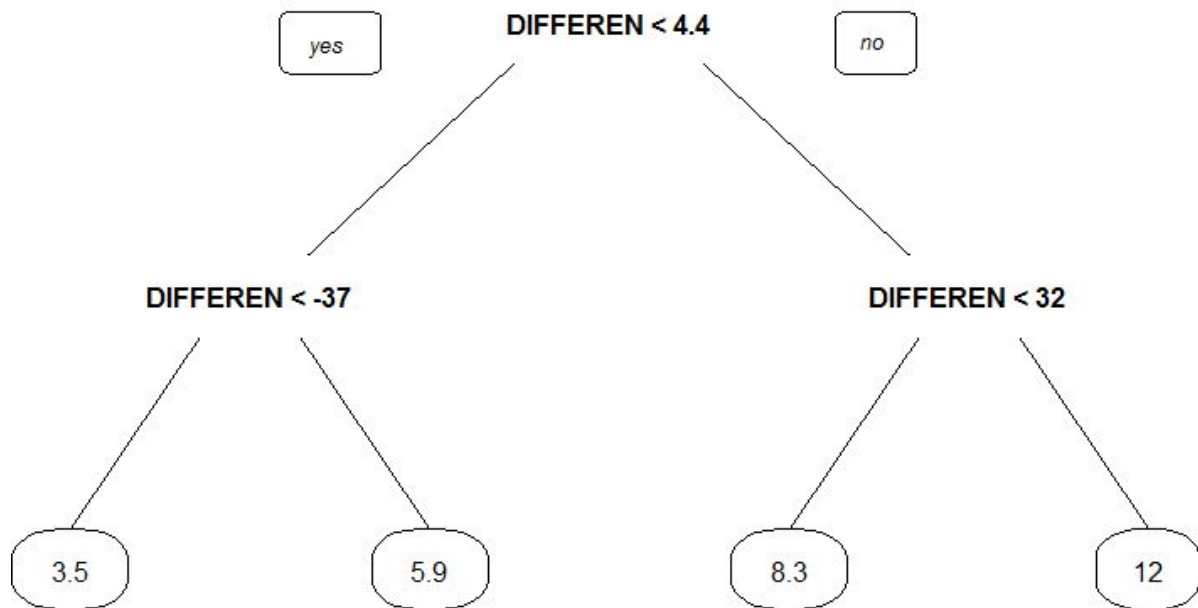 DIFFEREN < 4.4
yes
no
DIFFEREN < -37
DIFFEREN < 32
3.5
5.9
8.3
12